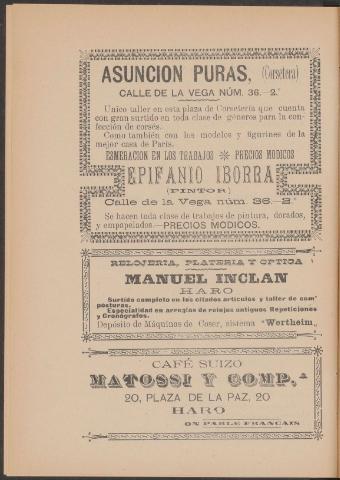 ASUNCION PURAS, (Corsetera)
CALLE DE LA VEGA NÚM. 36.—2.º
Unico taller en esta plaza de Corsetería que cuenta
con gran surtido en toda clase de géneros para la con-
fección de corsés.
Como también con los modelos y figurines de la
mejor casa de París.
ESMERACION EN LOS TRABAJOS ✳ PRECIOS MODICOS
EPIFANIO IBORRA
(PINTOR)
Calle de la Vega núm. 36.—2.º
Se hacen toda clase de trabajos de pintura, dorados,
y empapelados.—PRECIOS MODICOS.
RELOJERIA, PLATERIA Y OPTICA
MANUEL INCLAN
HARO
Surtido completo en los citados artículos y taller de com-
posturas.
Especialidad en arreglos de relojes antiguos Repeticiones
y Cronógrafos.
Depósito de Máquinas de Coser, sistema "Wertheim"
CAFÉ SUIZO
MATOSSI Y COMP.ª
20, PLAZA DE LA PAZ, 20
HARO
ON PARLE FRANÇAIS